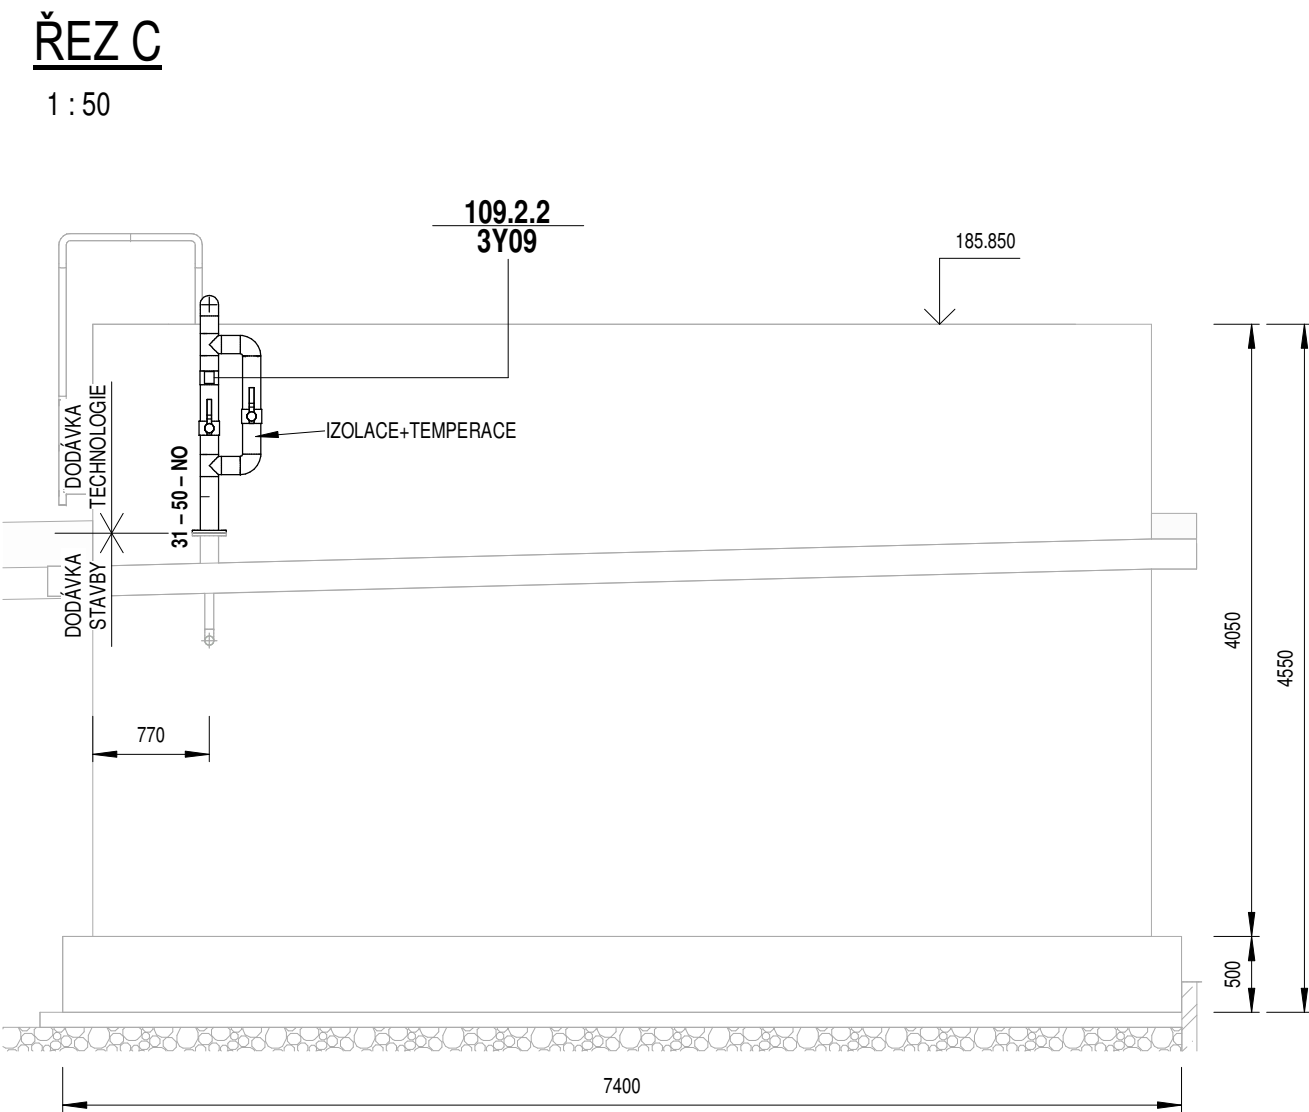 ŘEZ C
1 : 50
109.2.2
3Y09
185.850
DODÁVKA
TECHNOLOGIE
31 – 50 – NO
IZOLACE+TEMPERACE
DODÁVKA
STAVBY
770
4050
4550
500
7400